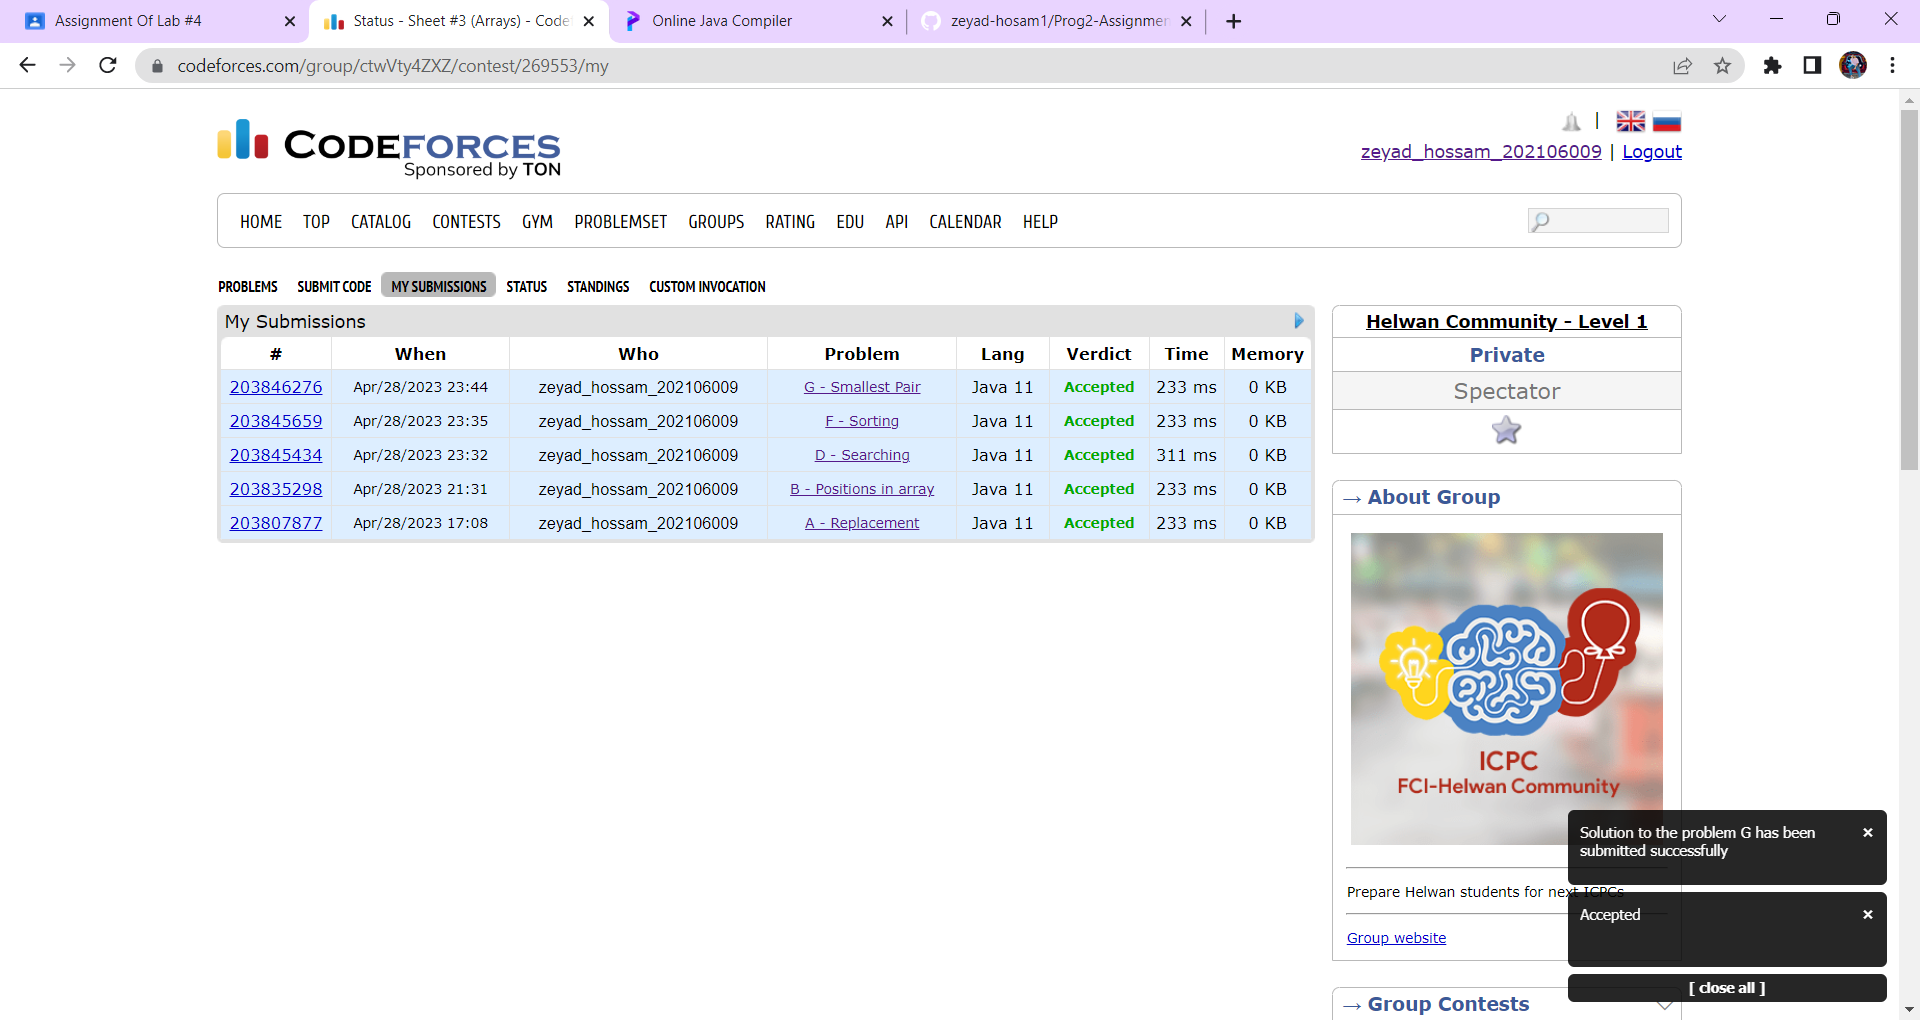 Assignment Of Lab #4
Status - Sheet #3 (Arrays) - Code
Online Java Compiler
zeyad-hosam1/Prog2-Assignmen
codeforces.com/group/ctwVty4ZXZ/contest/269553/my
CODEFORCES
Sponsored by TON
zeyad_hossam_202106009 | Logout
HOME TOP CATALOG CONTESTS GYM PROBLEMSET GROUPS RATING EDU API CALENDAR HELP
PROBLEMS SUBMIT CODE MY SUBMISSIONS STATUS STANDINGS CUSTOM INVOCATION
My Submissions
# When Who Problem Lang Verdict Time Memory
203846276 Apr/28/2023 23:44 zeyad_hossam_202106009 G - Smallest Pair Java 11 Accepted 233 ms 0 KB
203845659 Apr/28/2023 23:35 zeyad_hossam_202106009 F - Sorting Java 11 Accepted 233 ms 0 KB
203845434 Apr/28/2023 23:32 zeyad_hossam_202106009 D - Searching Java 11 Accepted 311 ms 0 KB
203835298 Apr/28/2023 21:31 zeyad_hossam_202106009 B - Positions in array Java 11 Accepted 233 ms 0 KB
203807877 Apr/28/2023 17:08 zeyad_hossam_202106009 A - Replacement Java 11 Accepted 233 ms 0 KB
Helwan Community - Level 1
Private
Spectator
→ About Group
ICPC
FCI-Helwan Community
Prepare Helwan students for next ICPCs
Group website
→ Group Contests
Solution to the problem G has been
submitted successfully
Accepted
[ close all ]